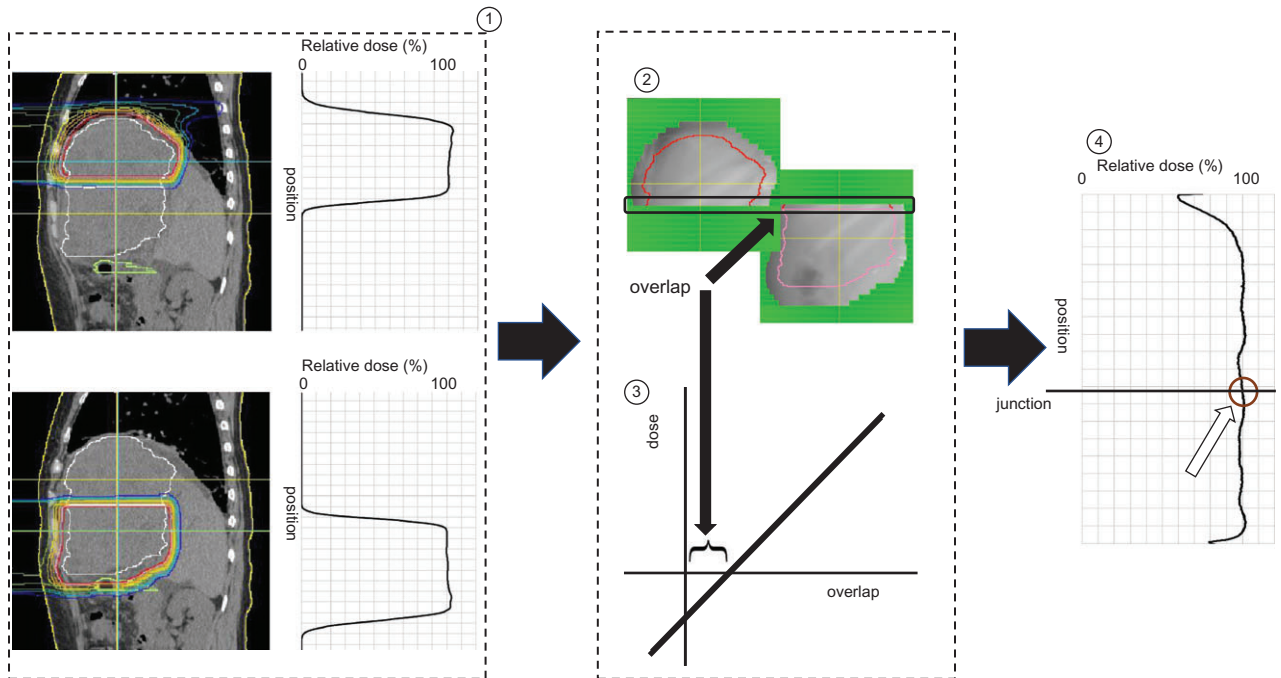 ①
Relative dose (%)
0 100
position
Relative dose (%)
0 100
position
②
overlap
③
dose
overlap
④
Relative dose (%)
0 100
position
junction